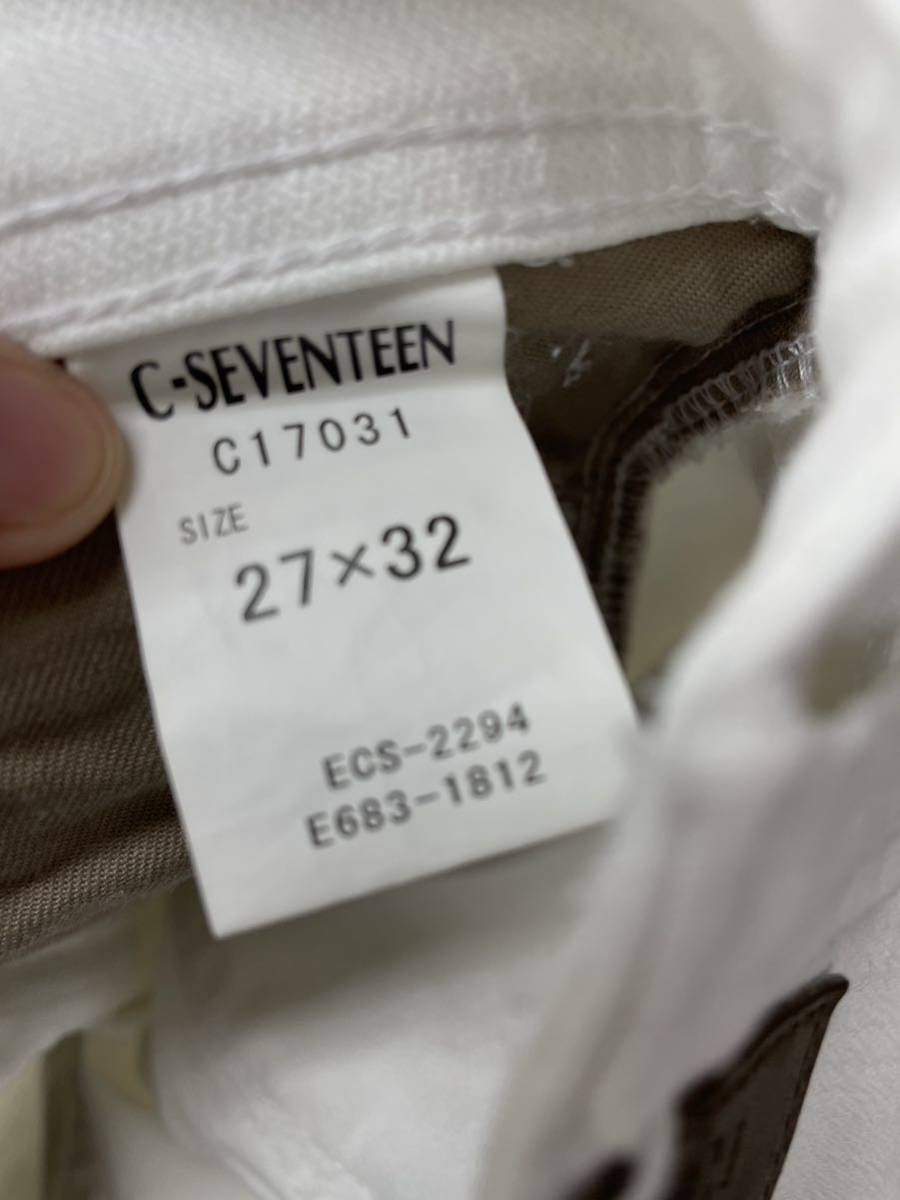 C-SEVENTEEN
C17031
SIZE
27×32
ECS-2294
E683-1812